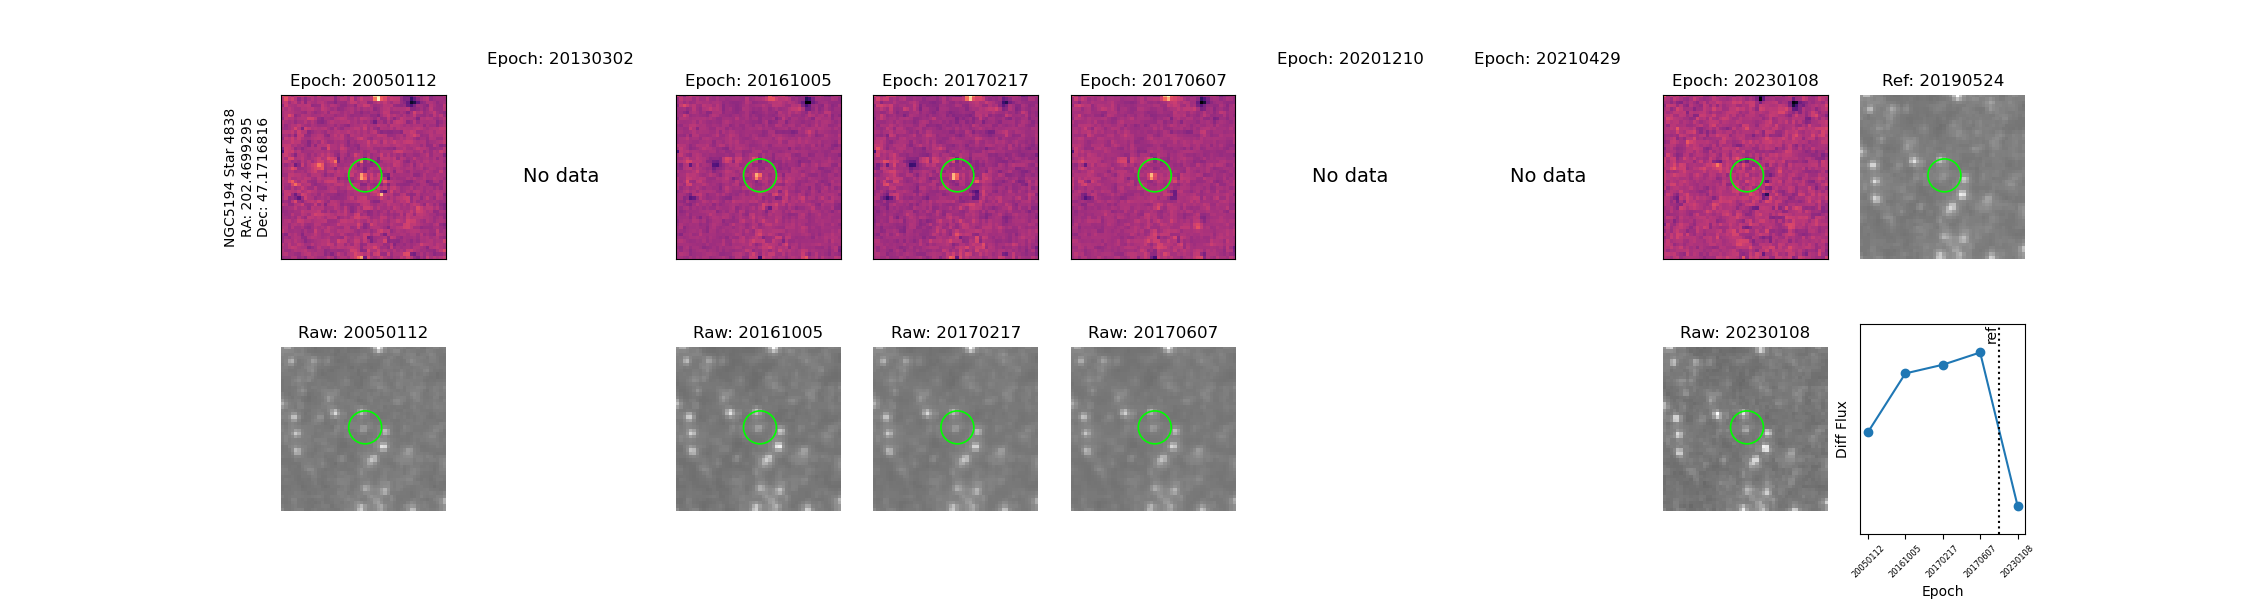 Epoch: 20130302
Epoch: 20201210
Epoch: 20210429
Epoch: 20050112
Epoch: 20161005
Epoch: 20170217
Epoch: 20170607
Epoch: 20230108
Ref: 20190524
NGC5194 Star 4838
RA: 202.4699295
Dec: 47.1716816
No data
No data
No data
Raw: 20050112
Raw: 20161005
Raw: 20170217
Raw: 20170607
Raw: 20230108
ref
Diff Flux
20050112
20161005
20170217
20170607
20230108
Epoch